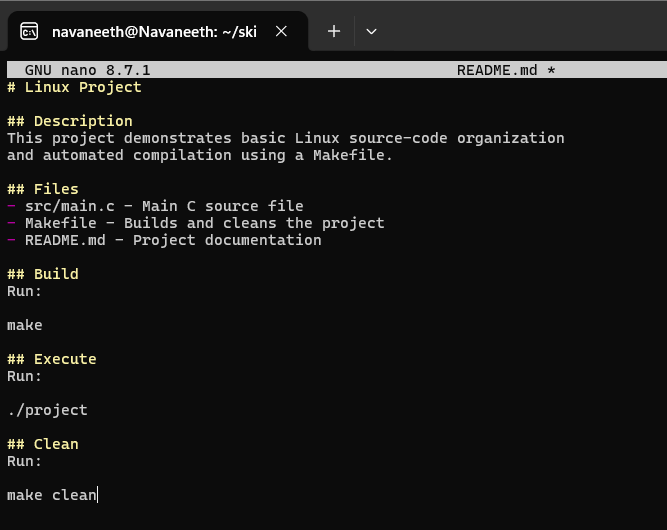 navaneeth@Navaneeth: ~/ski
GNU nano 8.7.1 README.md *
# Linux Project
## Description
This project demonstrates basic Linux source-code organization
and automated compilation using a Makefile.
## Files
- src/main.c - Main C source file
- Makefile - Builds and cleans the project
- README.md - Project documentation
## Build
Run:
make
## Execute
Run:
./project
## Clean
Run:
make clean